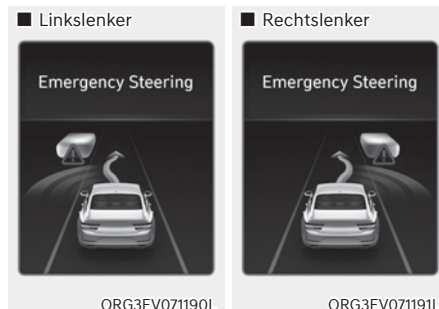 ■ Linkslenker
Emergency Steering
ORG3EV071190L
■ Rechtslenker
Emergency Steering
ORG3EV071191L